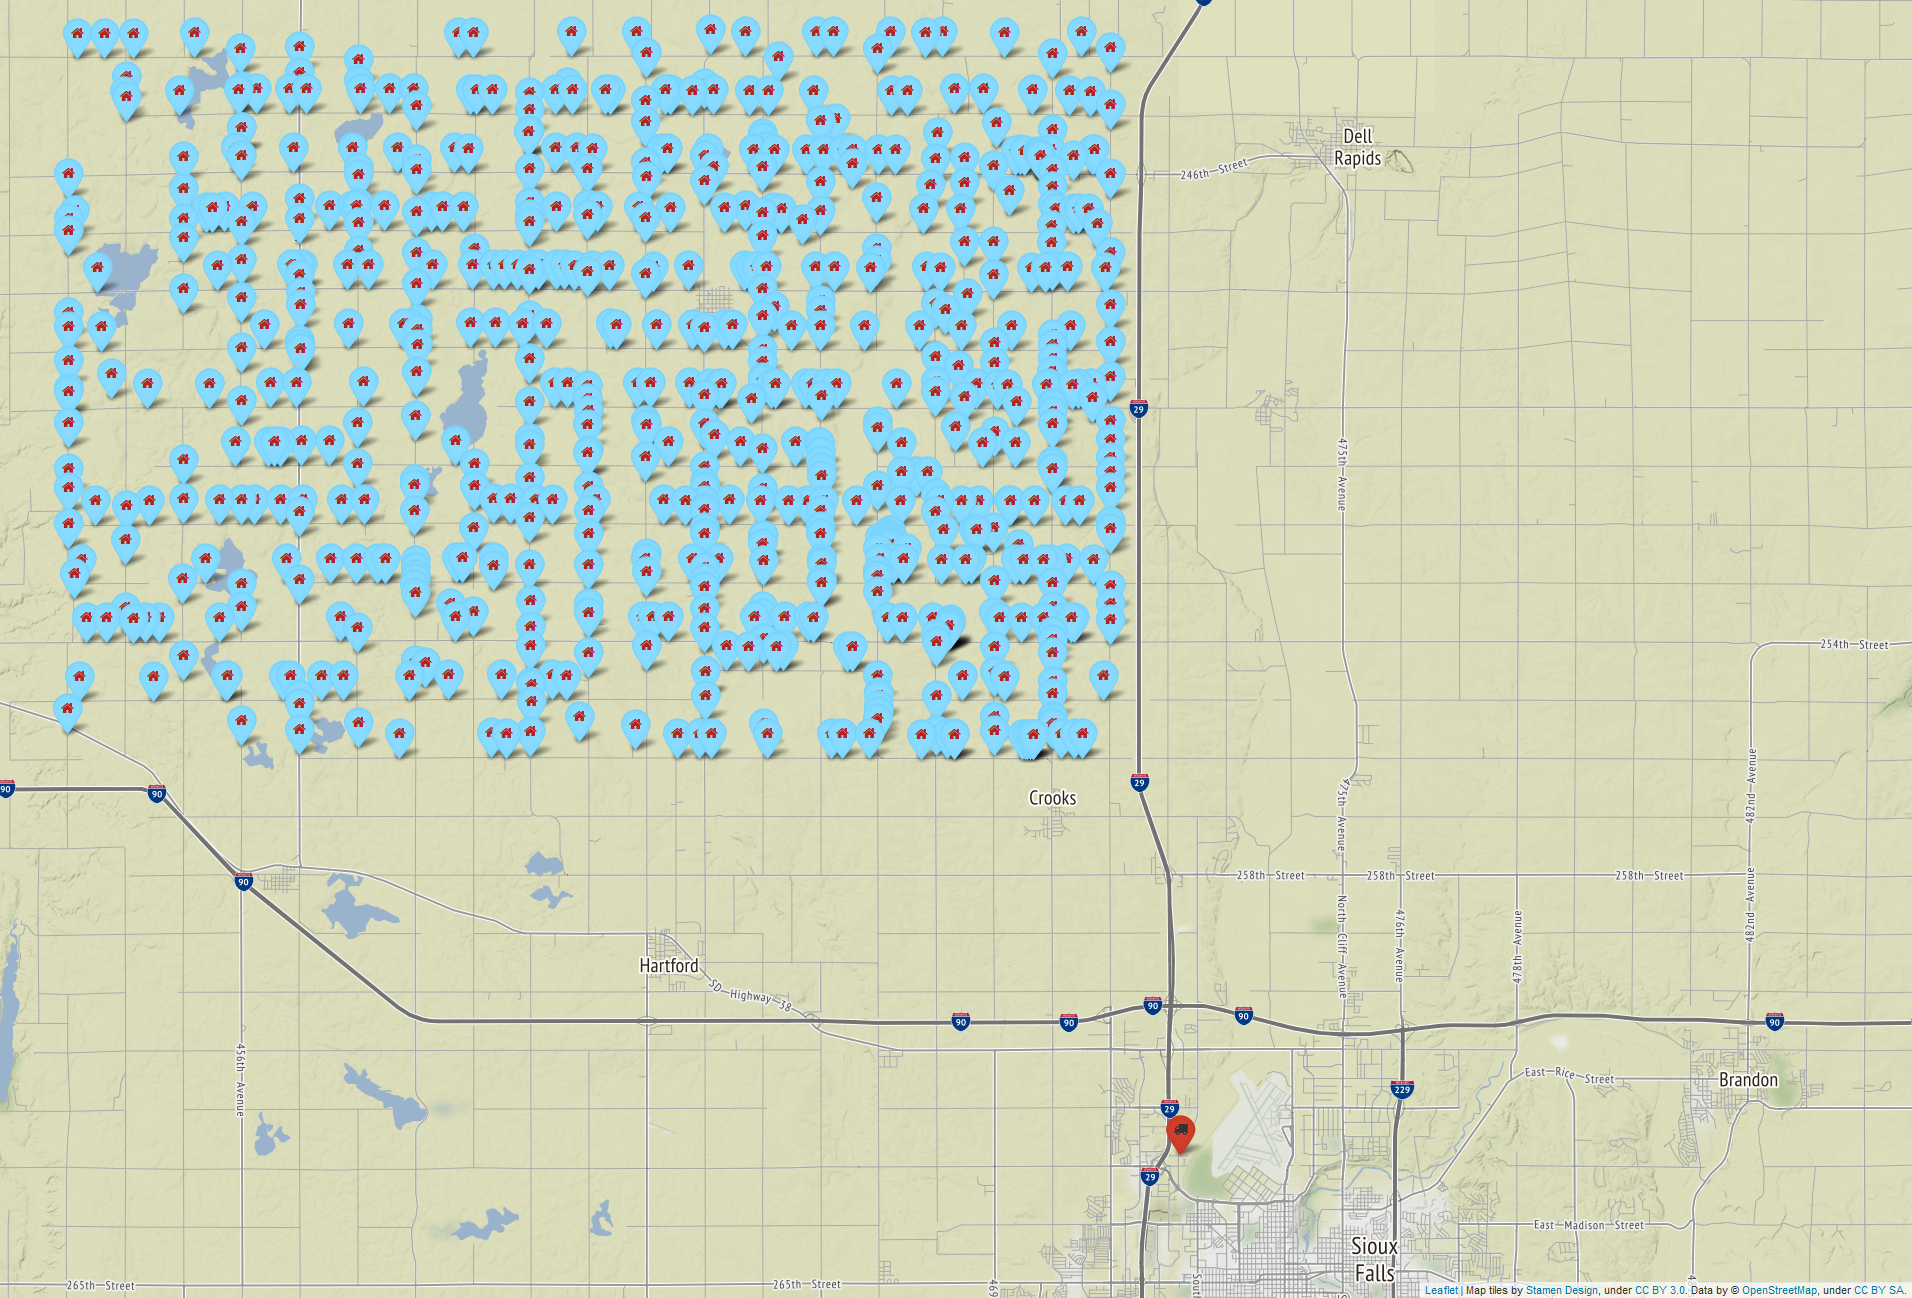 Dell
Rapids
246th Street
29
475th Avenue
254th Street
29
90
90
Crooks
475th Avenue
482nd Avenue
90
258th Street
258th Street
258th Street
North Cliff Avenue
476th Avenue
478th Avenue
482nd Avenue
Hartford
SD Highway 38
90
90
90
90
90
456th Avenue
229
East Rice Street
Brandon
29
29
East Madison Street
Sioux
Falls
265th Street
265th Street
469
South
Leaflet | Map tiles by Stamen Design, under CC BY 3.0. Data by © OpenStreetMap, under CC BY SA.